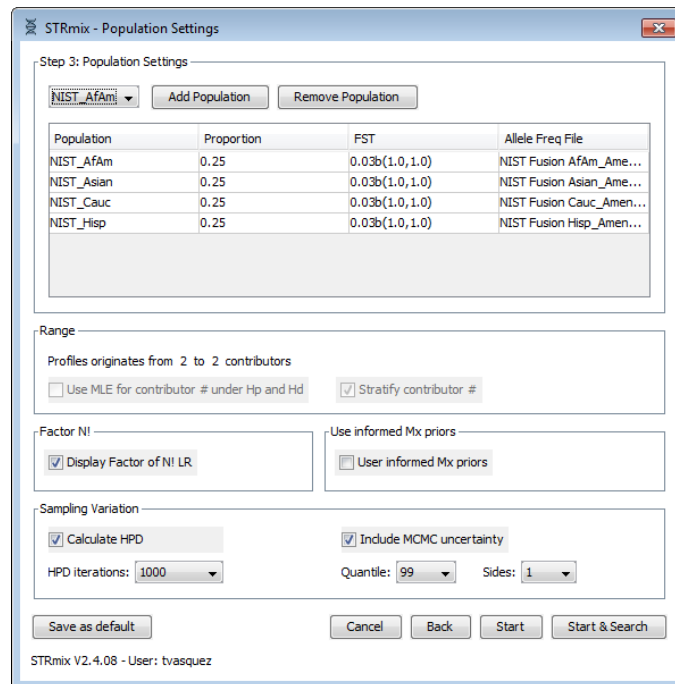 STRmix - Population Settings
Step 3: Population Settings
NIST_AfAm Add Population Remove Population
Population Proportion FST Allele Freq File
NIST_AfAm 0.25 0.03b(1.0,1.0) NIST Fusion AfAm_Ame...
NIST_Asian 0.25 0.03b(1.0,1.0) NIST Fusion Asian_Ame...
NIST_Cauc 0.25 0.03b(1.0,1.0) NIST Fusion Cauc_Amen...
NIST_Hisp 0.25 0.03b(1.0,1.0) NIST Fusion Hisp_Amen...
Range
Profiles originates from 2 to 2 contributors
Use MLE for contributor # under Hp and Hd Stratify contributor #
Factor N! Use informed Mx priors
Display Factor of N! LR User informed Mx priors
Sampling Variation
Calculate HPD Include MCMC uncertainty
HPD iterations: 1000 Quantile: 99 Sides: 1
Save as default Cancel Back Start Start & Search
STRmix V2.4.08 - User: tvasquez